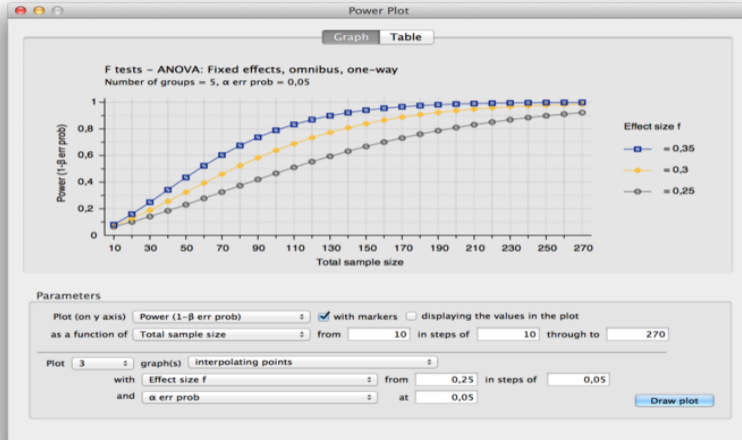 Power Plot
Graph Table
F tests – ANOVA: Fixed effects, omnibus, one-way
Number of groups = 5, α err prob = 0,05
1
0,8
0,6
0,4
0,2
0
Power (1-β err prob)
10 30 50 70 90 110 130 150 170 190 210 230 250 270
Total sample size
Effect size f
= 0,35
= 0,3
= 0,25
Parameters
Plot (on y axis) Power (1-β err prob) with markers displaying the values in the plot
as a function of Total sample size from 10 in steps of 10 through to 270
Plot 3 graph(s) interpolating points
with Effect size f from 0,25 in steps of 0,05
and α err prob at 0,05
Draw plot